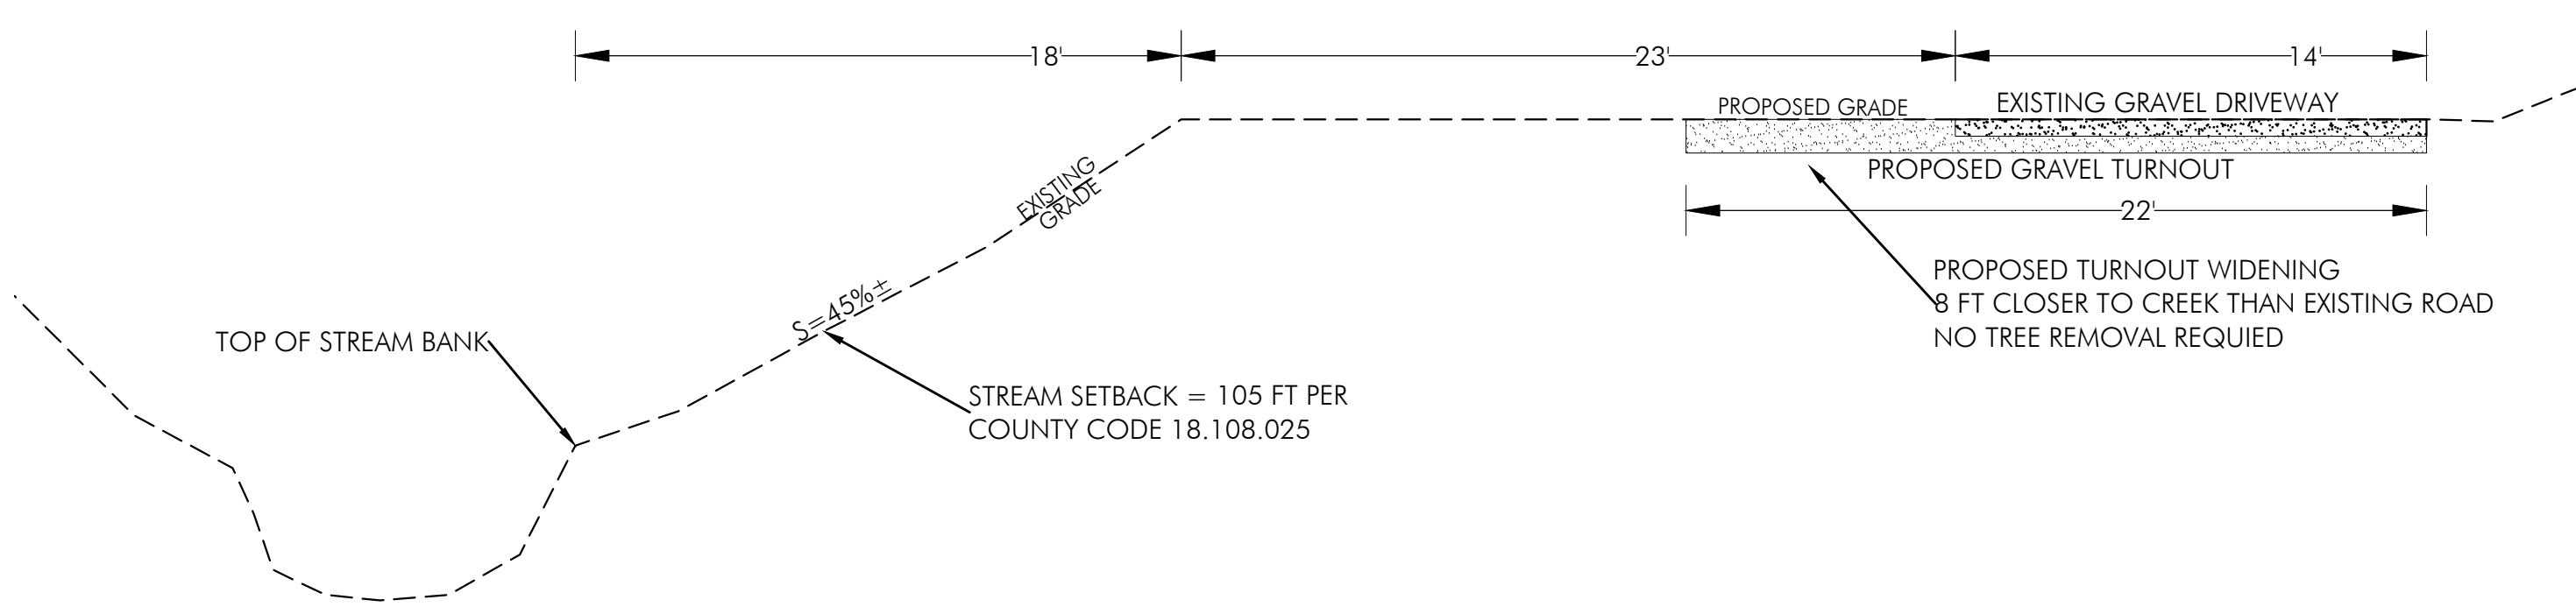 18'
23'
14'
PROPOSED GRADE
EXISTING GRAVEL DRIVEWAY
PROPOSED GRAVEL TURNOUT
22'
EXISTING
GRADE
S=45%±
PROPOSED TURNOUT WIDENING
8 FT CLOSER TO CREEK THAN EXISTING ROAD
NO TREE REMOVAL REQUIED
TOP OF STREAM BANK
STREAM SETBACK = 105 FT PER
COUNTY CODE 18.108.025